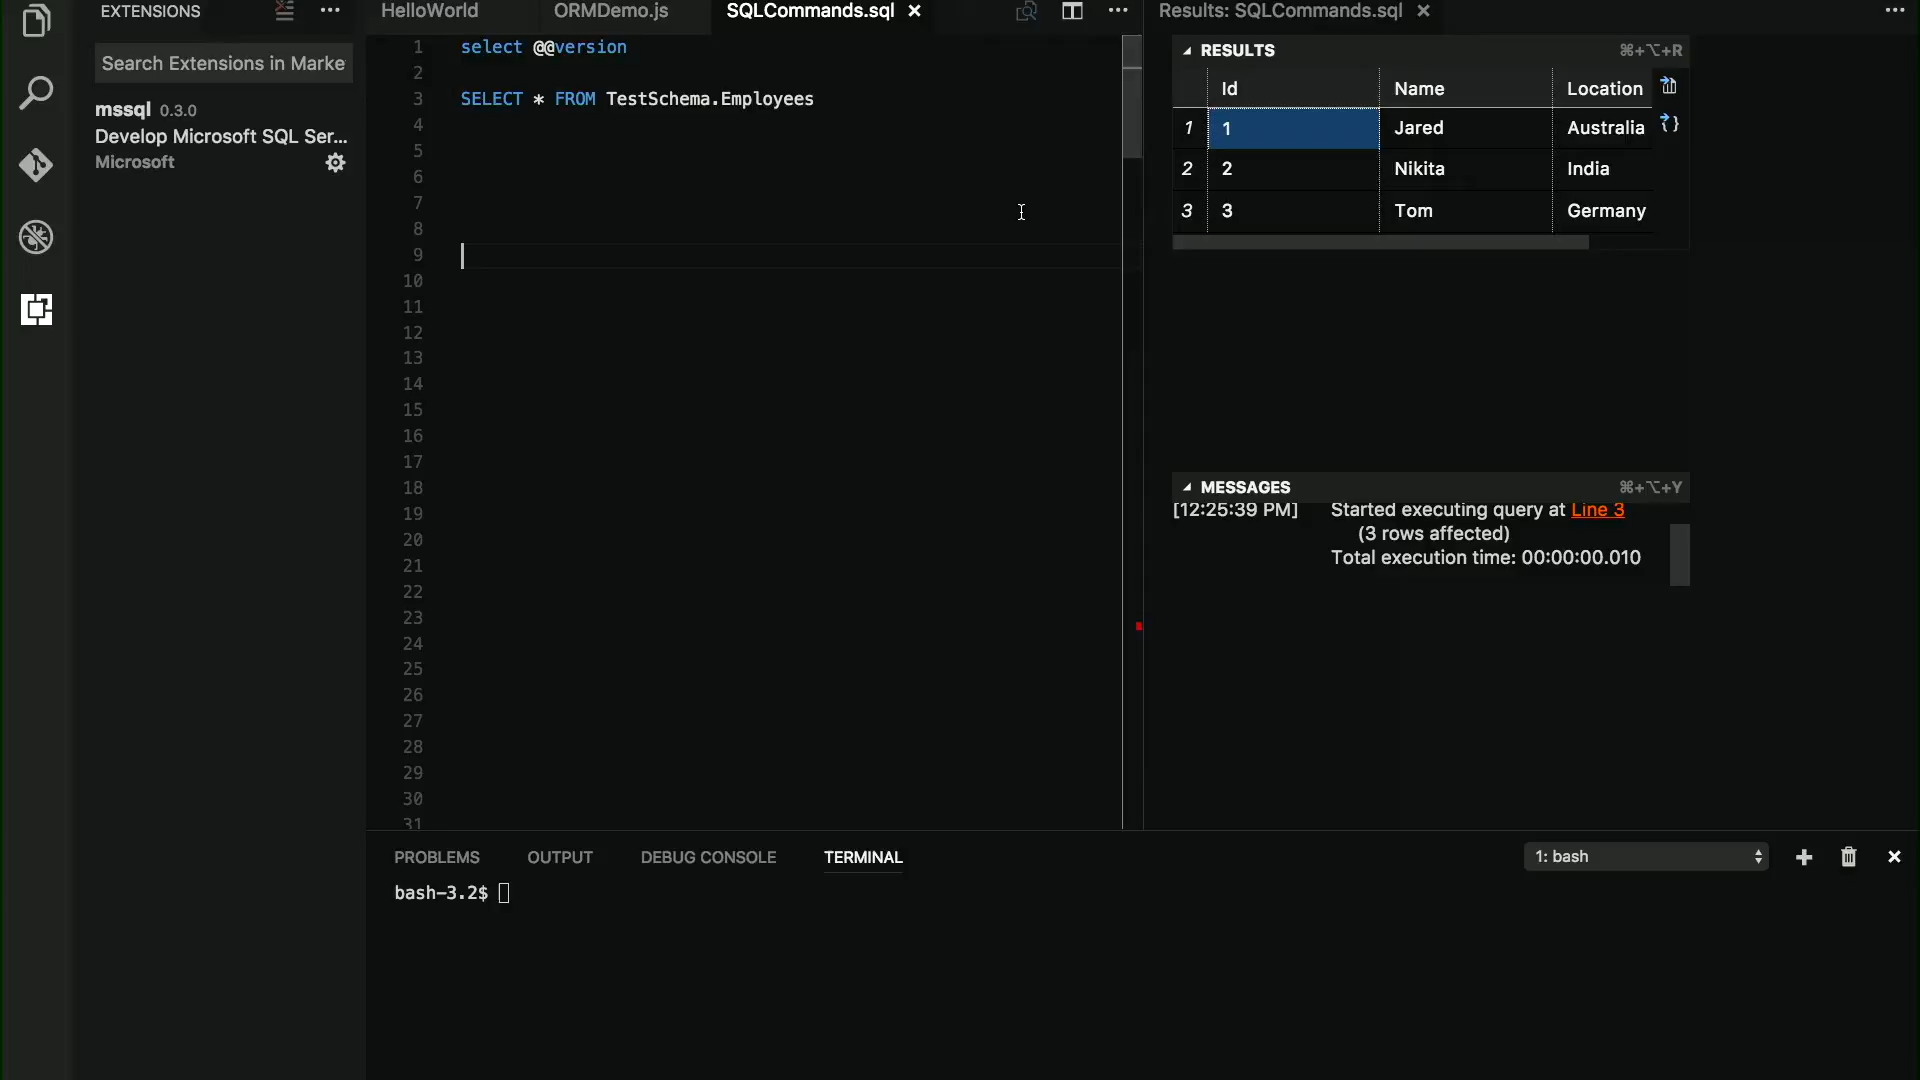 EXTENSIONS
Search Extensions in Marke
mssql 0.3.0
Develop Microsoft SQL Ser...
Microsoft
HelloWorld ORMDemo.js SQLCommands.sql
1 select @@version
2
3 SELECT * FROM TestSchema.Employees
4
5
6
7
8
9
10
11
12
13
14
15
16
17
18
19
20
21
22
23
24
25
26
27
28
29
30
31
Results: SQLCommands.sql
RESULTS ⌘+⌥+R
Id Name Location
1 1 Jared Australia
2 2 Nikita India
3 3 Tom Germany
MESSAGES ⌘+⌥+Y
[12:25:39 PM] Started executing query at Line 3
(3 rows affected)
Total execution time: 00:00:00.010
PROBLEMS OUTPUT DEBUG CONSOLE TERMINAL 1: bash
bash-3.2$